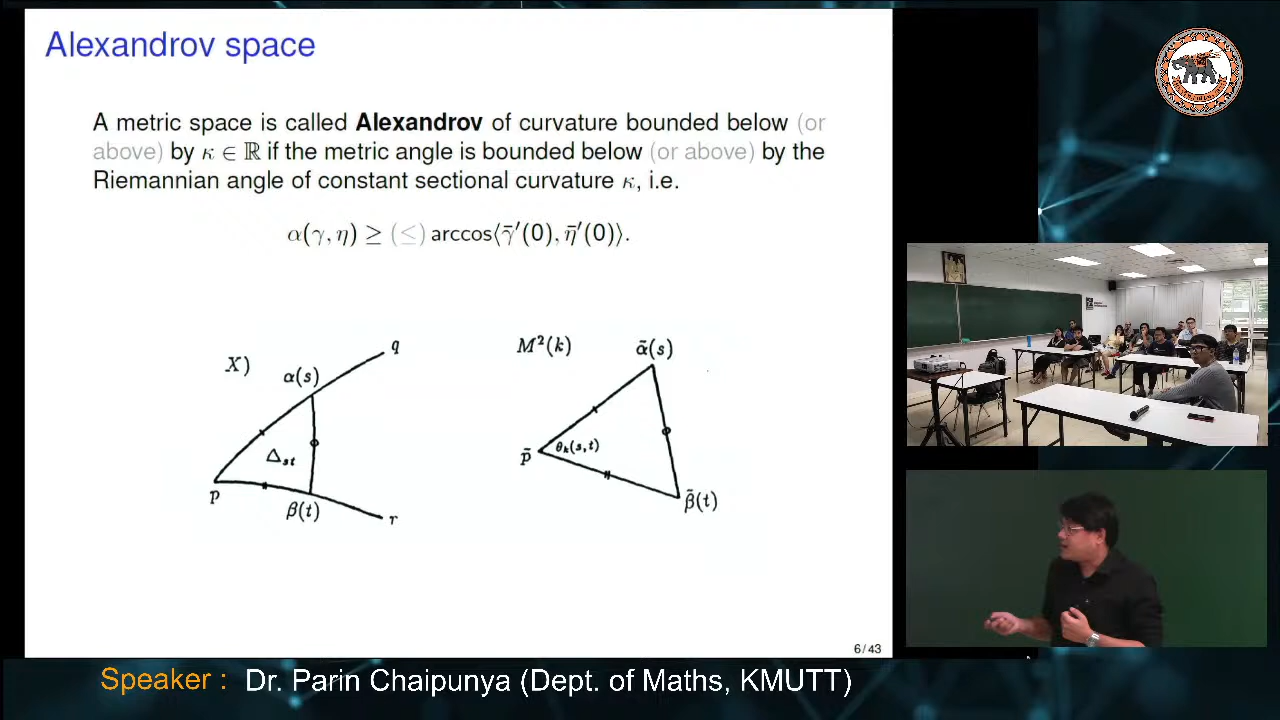 Alexandrov space
A metric space is called Alexandrov of curvature bounded below (or
above) by κ ∈ ℝ if the metric angle is bounded below (or above) by the
Riemannian angle of constant sectional curvature κ, i.e.
α(γ, η) ≥ (≤) arccos⟨γ̄′(0), η̄′(0)⟩.
X)
α(s)
q
Δst
p
β(t)
r
M²(k)
α̃(s)
p̃
θk(s,t)
β̃(t)
6 / 43
Speaker : Dr. Parin Chaipunya (Dept. of Maths, KMUTT)